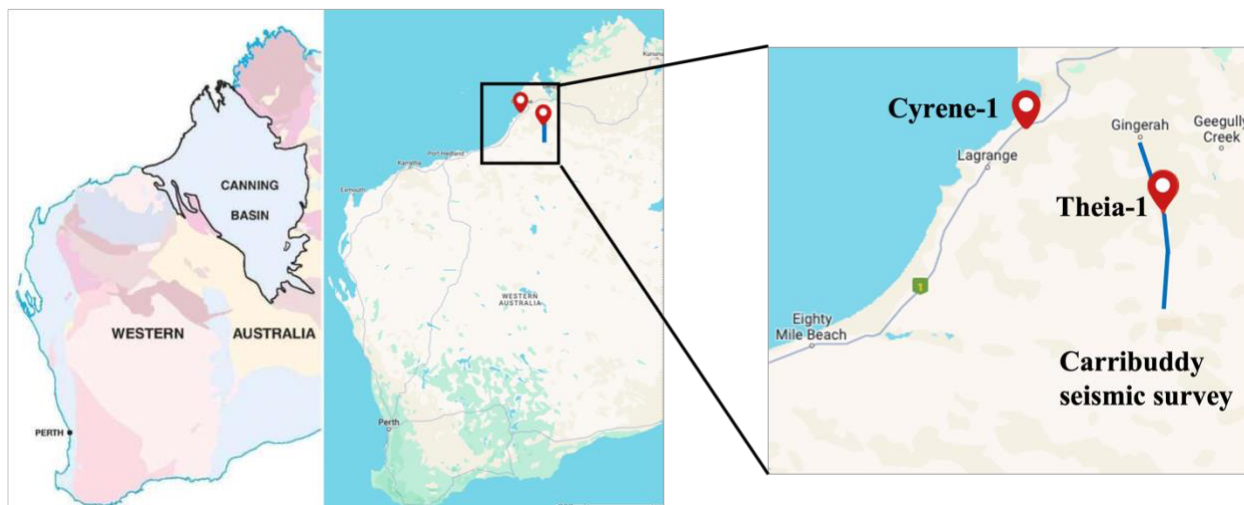 CANNING
BASIN
WESTERN
AUSTRALIA
PERTH
Kununu
Port Hedland
Karratha
Exmouth
WESTERN
AUSTRALIA
Perth
Cyrene-1
Lagrange
Gingerah
Geegully
Creek
Theia-1
1
Eighty
Mile Beach
Carribuddy
seismic survey